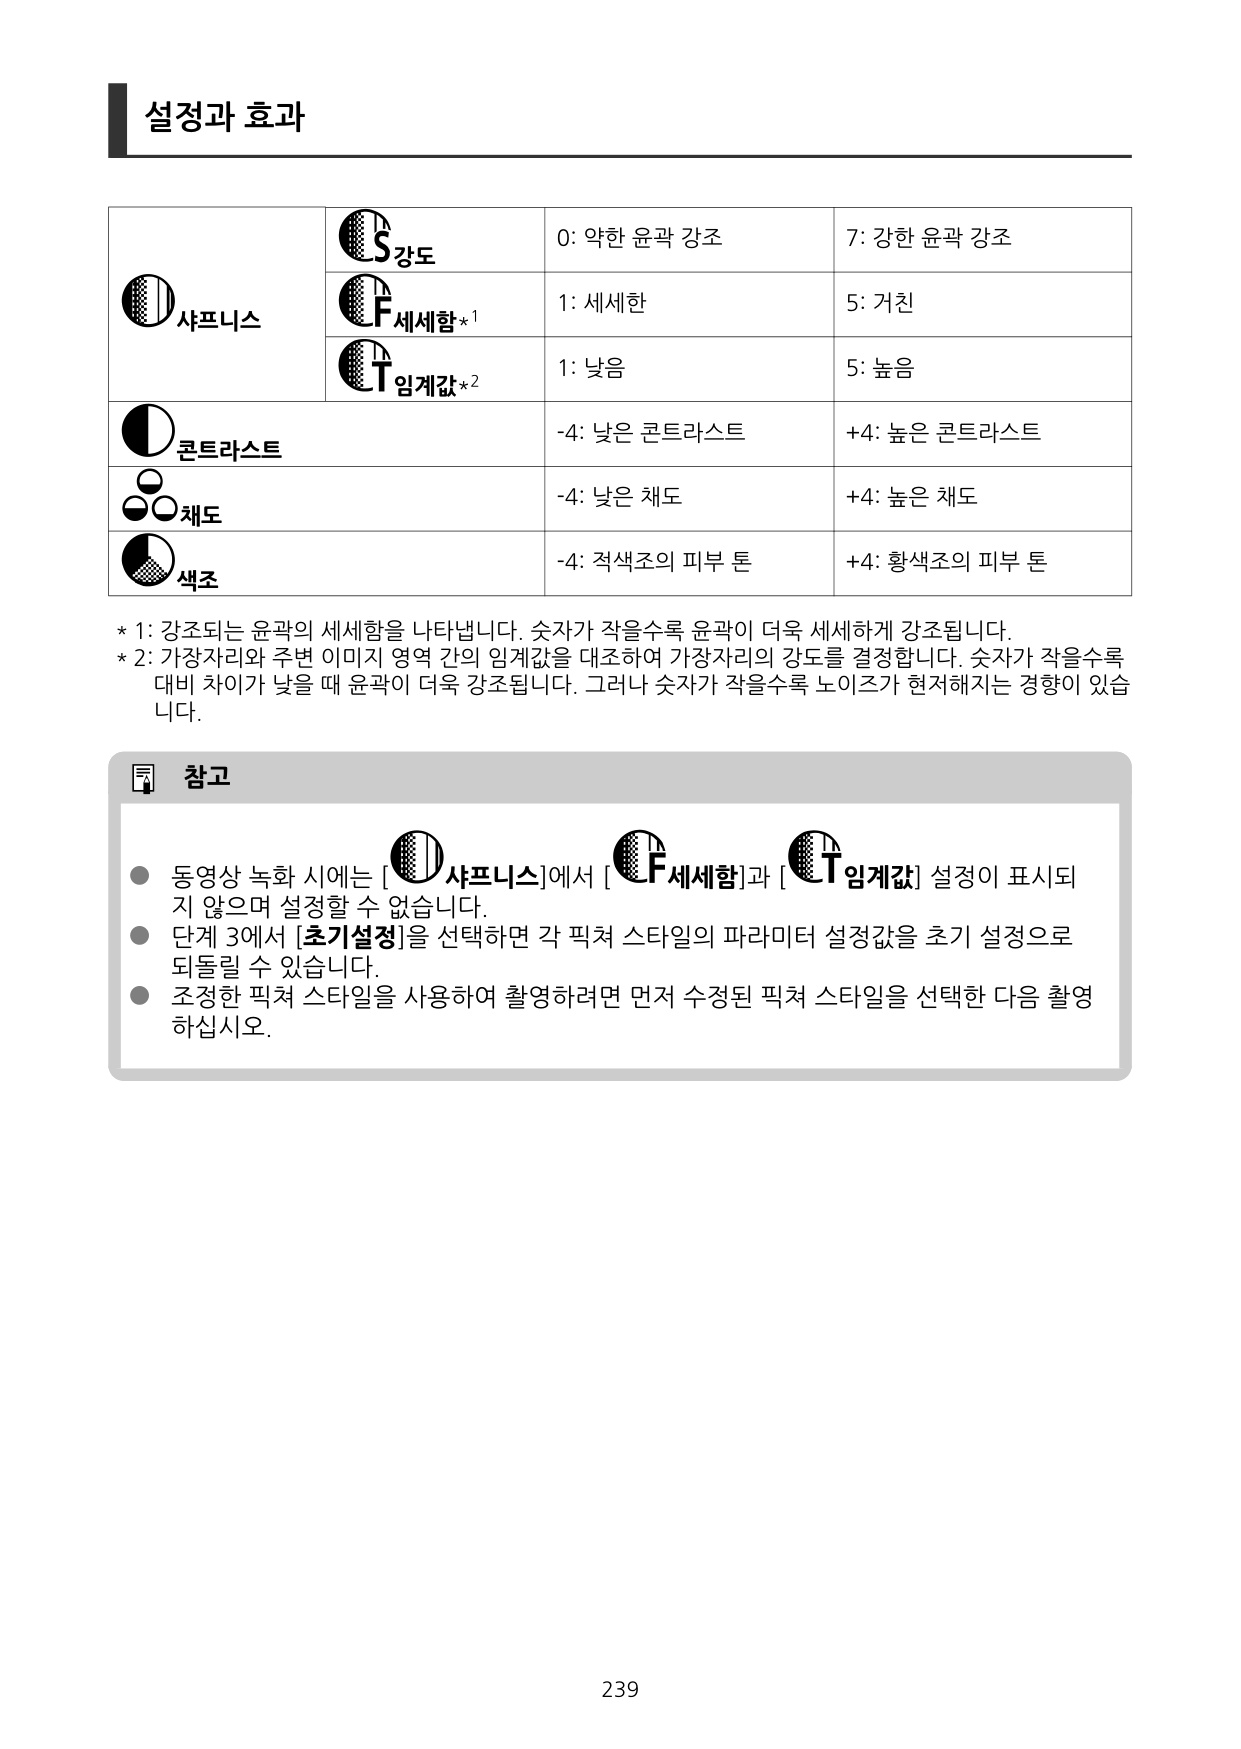 설정과 효과
샤프니스
S강도 0: 약한 윤곽 강조 7: 강한 윤곽 강조
F세세함*1 1: 세세한 5: 거친
T임계값*2 1: 낮음 5: 높음
콘트라스트 -4: 낮은 콘트라스트 +4: 높은 콘트라스트
채도 -4: 낮은 채도 +4: 높은 채도
색조 -4: 적색조의 피부 톤 +4: 황색조의 피부 톤
* 1: 강조되는 윤곽의 세세함을 나타냅니다. 숫자가 작을수록 윤곽이 더욱 세세하게 강조됩니다.
* 2: 가장자리와 주변 이미지 영역 간의 임계값을 대조하여 가장자리의 강도를 결정합니다. 숫자가 작을수록
대비 차이가 낮을 때 윤곽이 더욱 강조됩니다. 그러나 숫자가 작을수록 노이즈가 현저해지는 경향이 있습
니다.
참고
● 동영상 녹화 시에는 [샤프니스]에서 [F세세함]과 [T임계값] 설정이 표시되
지 않으며 설정할 수 없습니다.
● 단계 3에서 [초기설정]을 선택하면 각 픽쳐 스타일의 파라미터 설정값을 초기 설정으로
되돌릴 수 있습니다.
● 조정한 픽쳐 스타일을 사용하여 촬영하려면 먼저 수정된 픽쳐 스타일을 선택한 다음 촬영
하십시오.
239